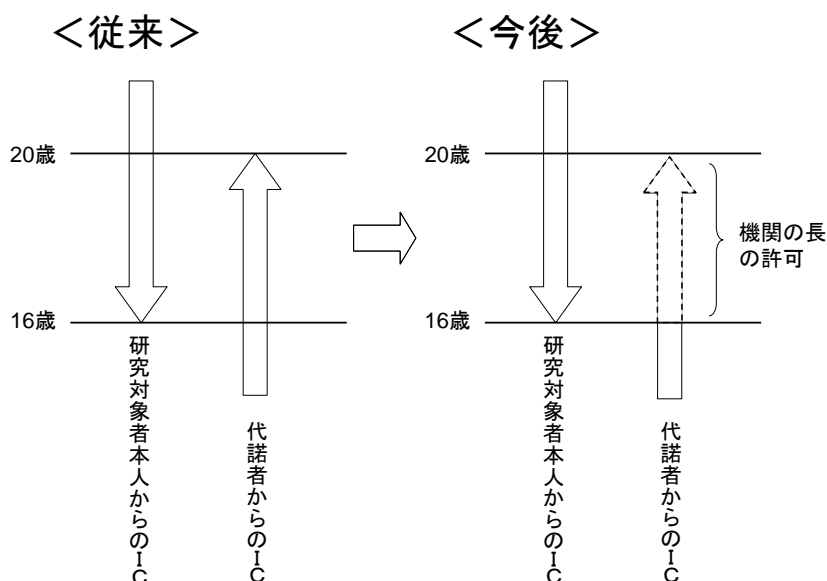 ＜従来＞
20歳
16歳
研究対象者本人からのIC
代諾者からのIC
＜今後＞
20歳
16歳
機関の長
の許可
研究対象者本人からのIC
代諾者からのIC